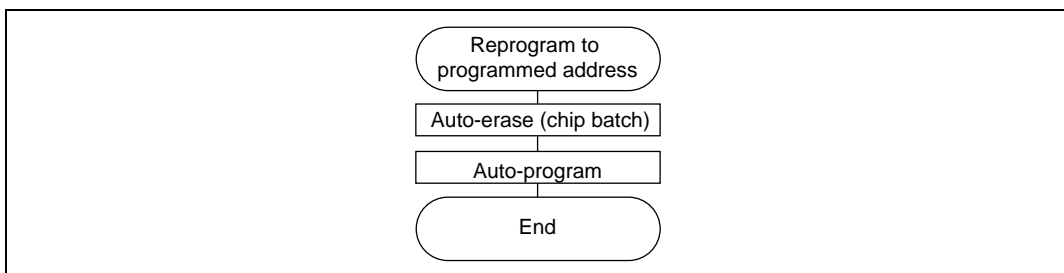 Reprogram to
programmed address
Auto-erase (chip batch)
Auto-program
End